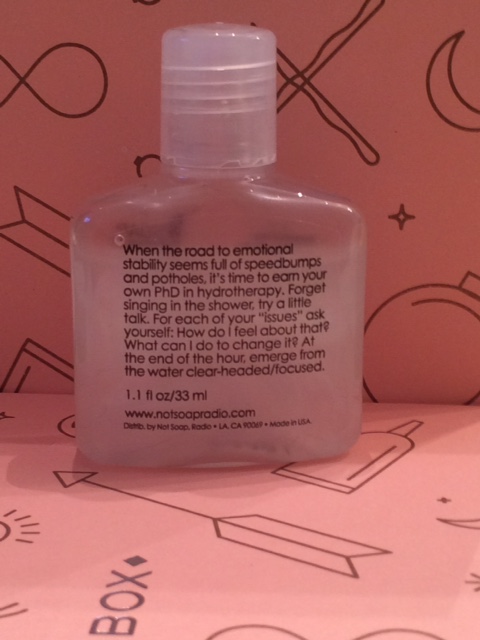 When the road to emotional
stability seems full of speedbumps
and potholes, it's time to earn your
own PhD in hydrotherapy. Forget
singing in the shower, try a little
talk. For each of your "issues" ask
yourself: How do I feel about that?
What can I do to change it? At
the end of the hour, emerge from
the water clear-headed/focused.
1.1 fl oz/33 ml
www.notsoapradio.com
Distrib. by Not Soap, Radio • LA, CA 90069 • Made in USA.
BOX